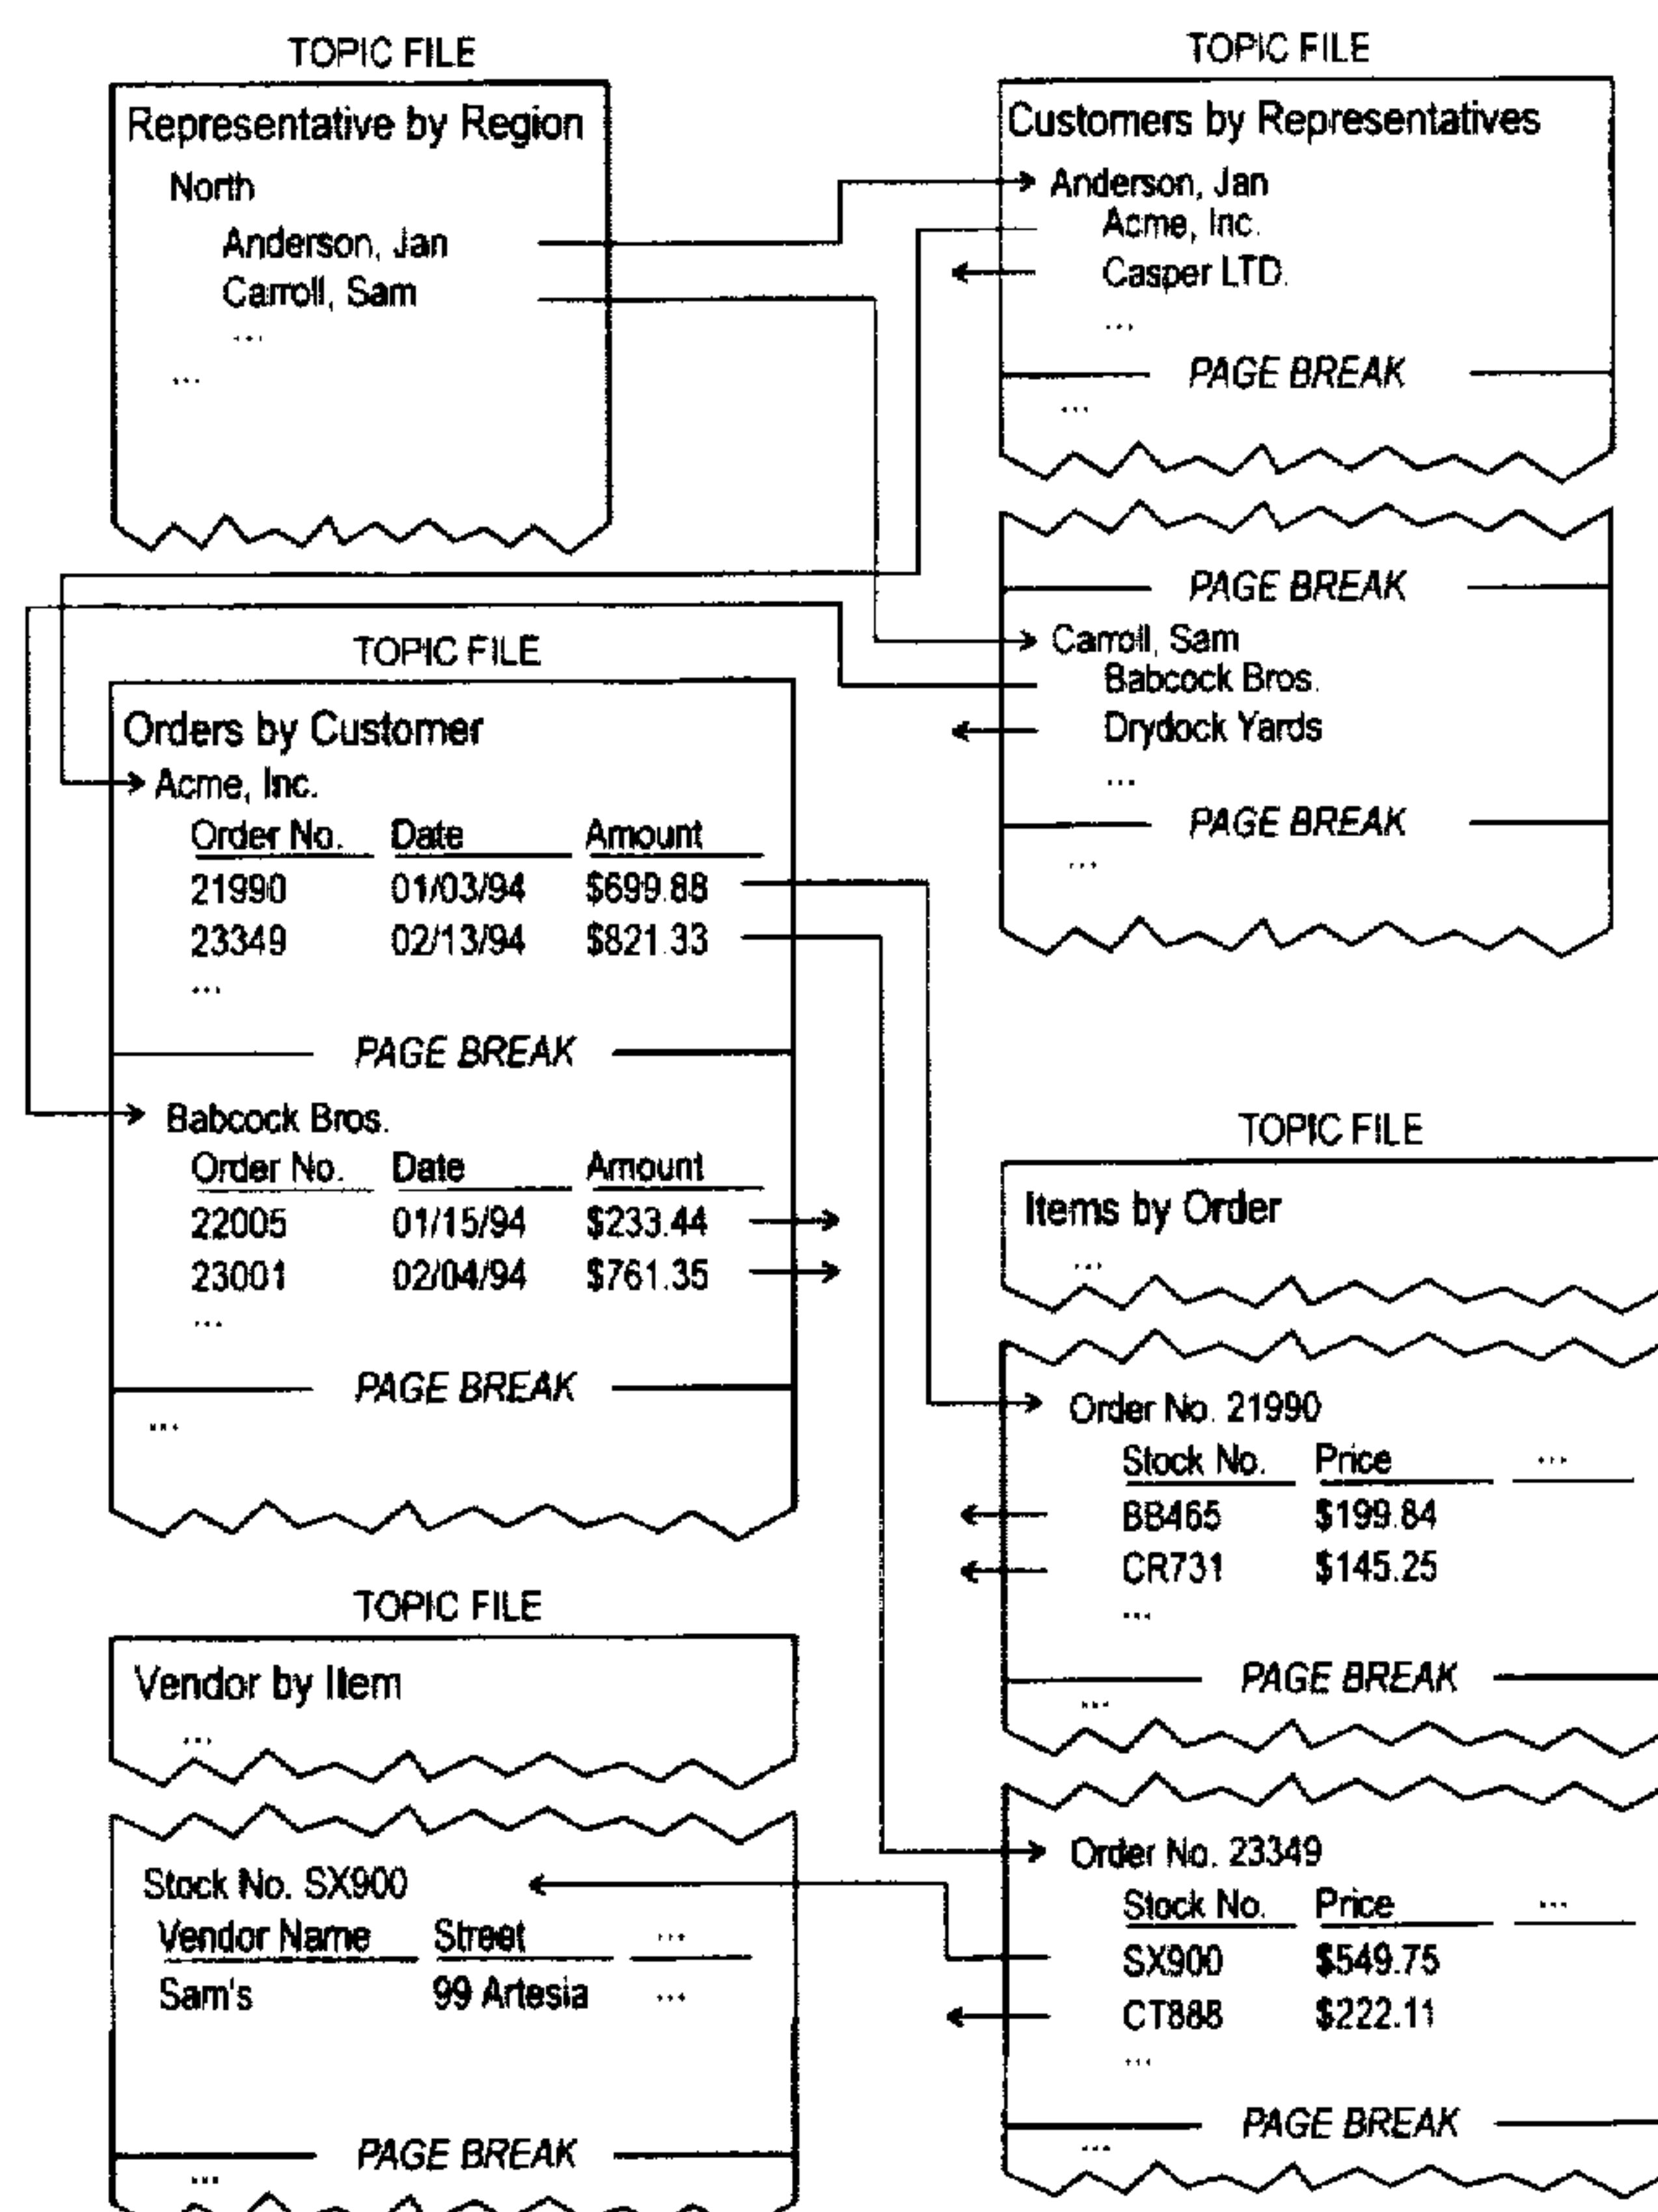 TOPIC FILE
Representative by Region
North
Anderson, Jan
Carroll, Sam
...
...
TOPIC FILE
Customers by Representatives
Anderson, Jan
Acme, Inc.
Casper LTD.
...
PAGE BREAK
...
PAGE BREAK
Carroll, Sam
Babcock Bros.
Drydock Yards
...
PAGE BREAK
...
TOPIC FILE
Orders by Customer
Acme, Inc.
Order No. Date Amount
21990 01/03/94 $699.88
23349 02/13/94 $821.33
...
PAGE BREAK
Babcock Bros.
Order No. Date Amount
22005 01/15/94 $233.44
23001 02/04/94 $761.35
...
PAGE BREAK
...
TOPIC FILE
Items by Order
...
Order No. 21990
Stock No. Price ...
BB465 $199.84
CR731 $145.25
...
PAGE BREAK
...
Order No. 23349
Stock No. Price ...
SX900 $549.75
CT888 $222.11
...
PAGE BREAK
...
TOPIC FILE
Vendor by Item
...
Stock No. SX900
Vendor Name Street ...
Sam's 99 Artesia ...
PAGE BREAK
...